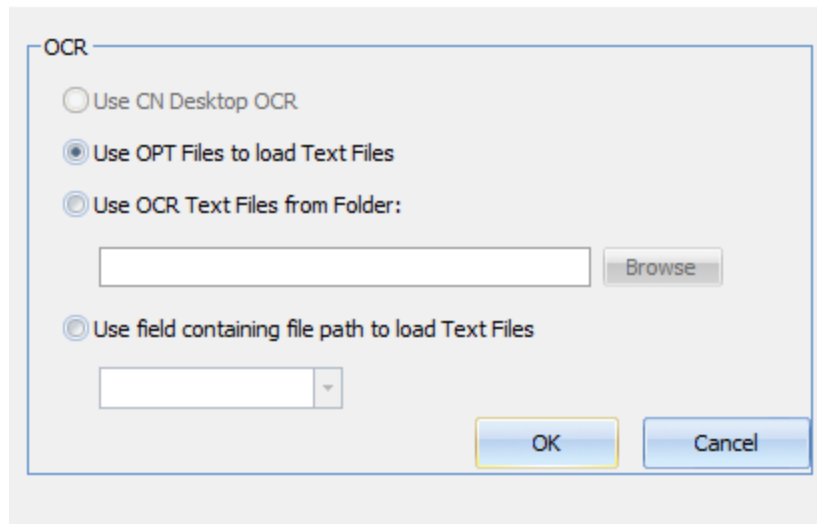 OCR
Use CN Desktop OCR
Use OPT Files to load Text Files
Use OCR Text Files from Folder:
Browse
Use field containing file path to load Text Files
OK Cancel